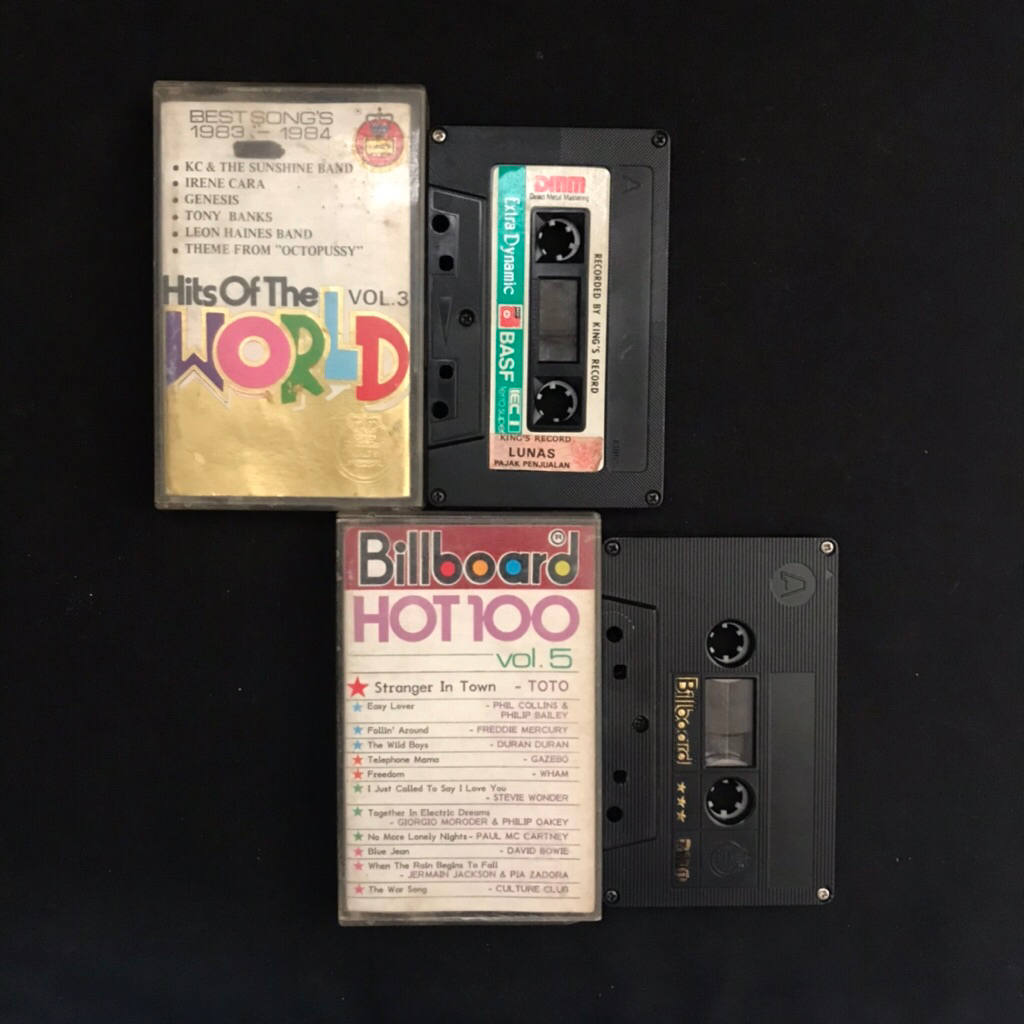 BEST SONG'S
1983 - 1984
KC & THE SUNSHINE BAND
IRENE CARA
GENESIS
TONY BANKS
LEON HAINES BAND
THEME FROM "OCTOPUSSY"
Hits Of The
VOL.3
WORLD
DMM
Direct Metal Mastering
Extra Dynamic
BASF
IEC I
RECORDED BY KING'S RECORD
KING'S RECORD
LUNAS
PAJAK PENJUALAN
A
Billboard
HOT 100
vol.5
Stranger In Town - TOTO
Easy Lover - PHIL COLLINS &
PHILIP BAILEY
Follin' Around - FREDDIE MERCURY
The Wild Boys - DURAN DURAN
Telephone Mama - GAZEBO
Freedom - WHAM
I Just Called To Say I Love You
- STEVIE WONDER
Together In Electric Dreams
- GIORGIO MORODER & PHILIP OAKEY
No More Lonely Nights - PAUL MC CARTNEY
Blue Jean - DAVID BOWIE
When The Rain Begins To Fall
- JERMAIN JACKSON & PIA ZADORA
The War Song - CULTURE CLUB
A
Billboard